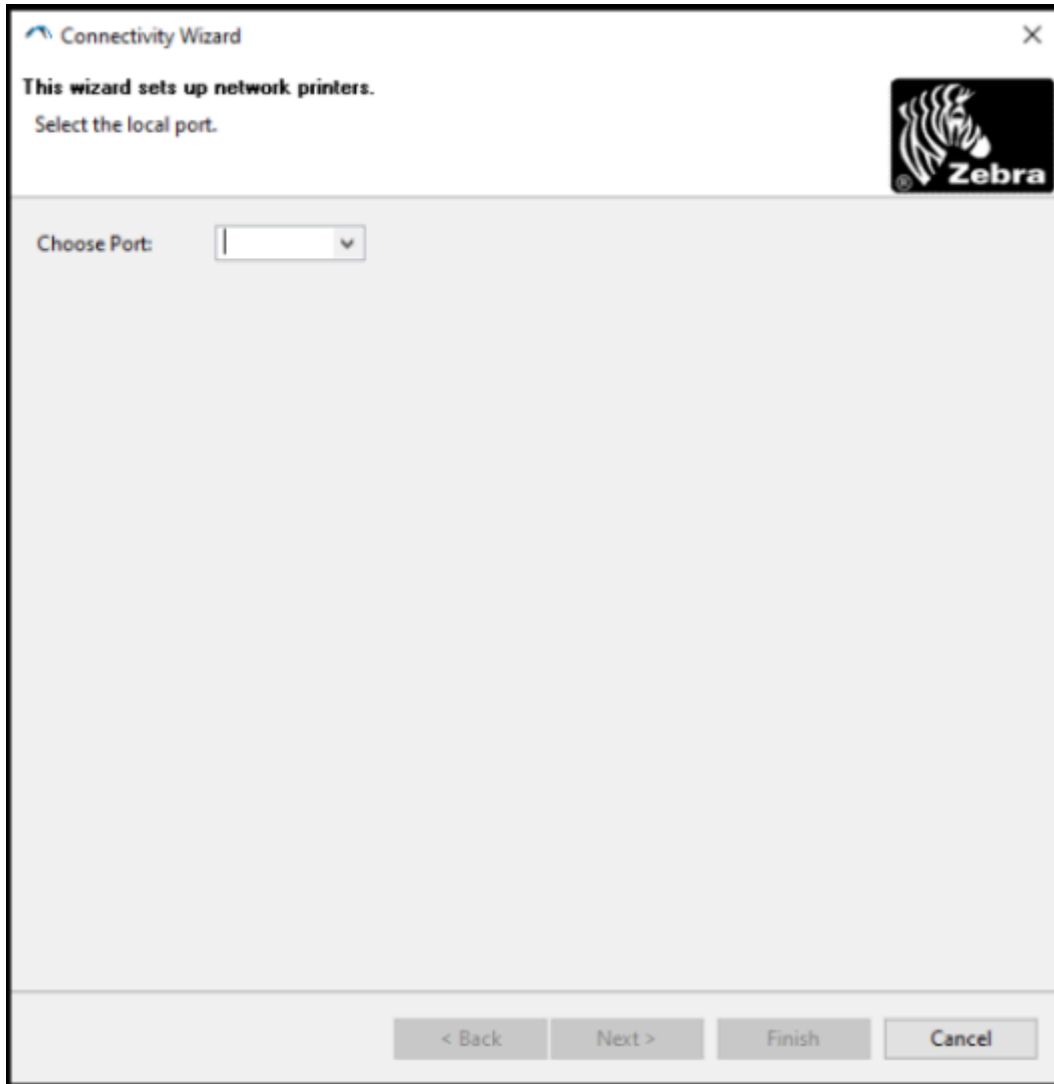 Connectivity Wizard
This wizard sets up network printers.
Select the local port.
® Zebra
Choose Port:
< Back Next > Finish Cancel